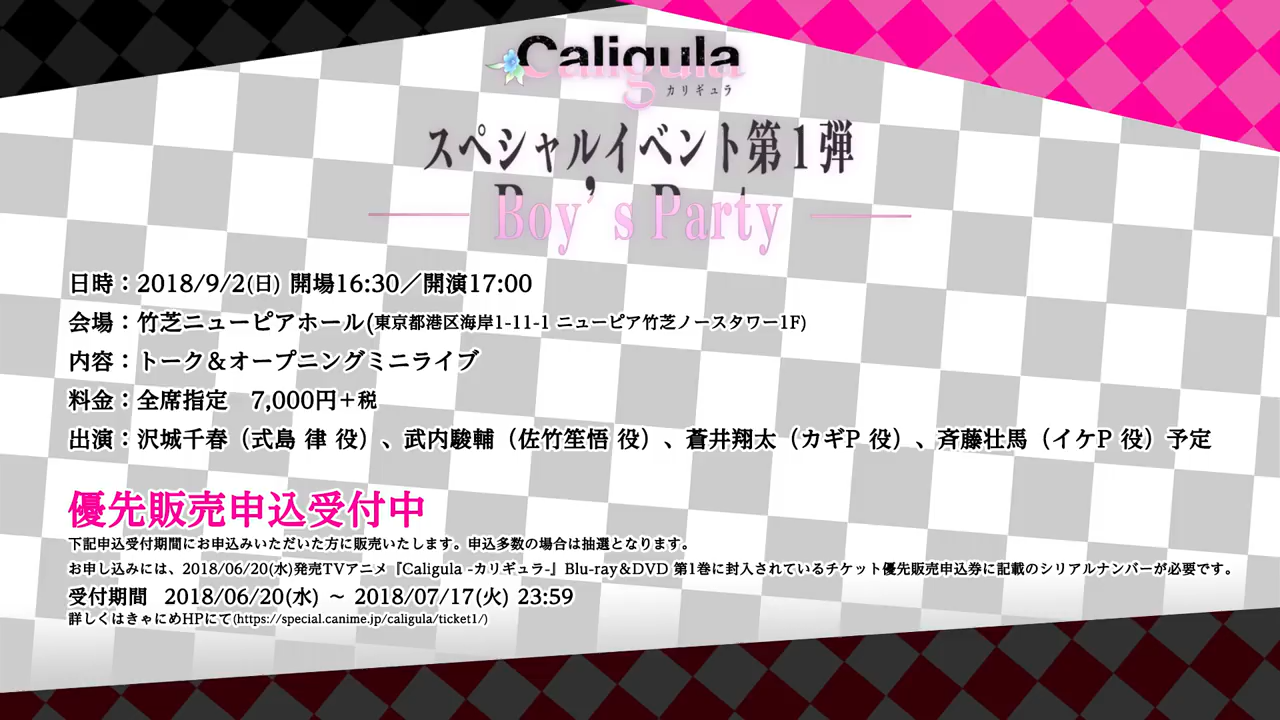 Caligula
カリギュラ
スペシャルイベント第1弾
Boy's Party
日時：2018/9/2(日) 開場16:30／開演17:00
会場：竹芝ニューピアホール(東京都港区海岸1-11-1 ニューピア竹芝ノースタワー1F)
内容：トーク＆オープニングミニライブ
料金：全席指定　7,000円＋税
出演：沢城千春（式島 律 役）、武内駿輔（佐竹笙悟 役）、蒼井翔太（カギP 役）、斉藤壮馬（イケP 役）予定
優先販売申込受付中
下記申込受付期間にお申込みいただいた方に販売いたします。申込多数の場合は抽選となります。
お申し込みには、2018/06/20(水)発売TVアニメ『Caligula -カリギュラ-』Blu-ray＆DVD 第1巻に封入されているチケット優先販売申込券に記載のシリアルナンバーが必要です。
受付期間　2018/06/20(水) ～ 2018/07/17(火) 23:59
詳しくはきゃにめHPにて(https://special.canime.jp/caligula/ticket1/)